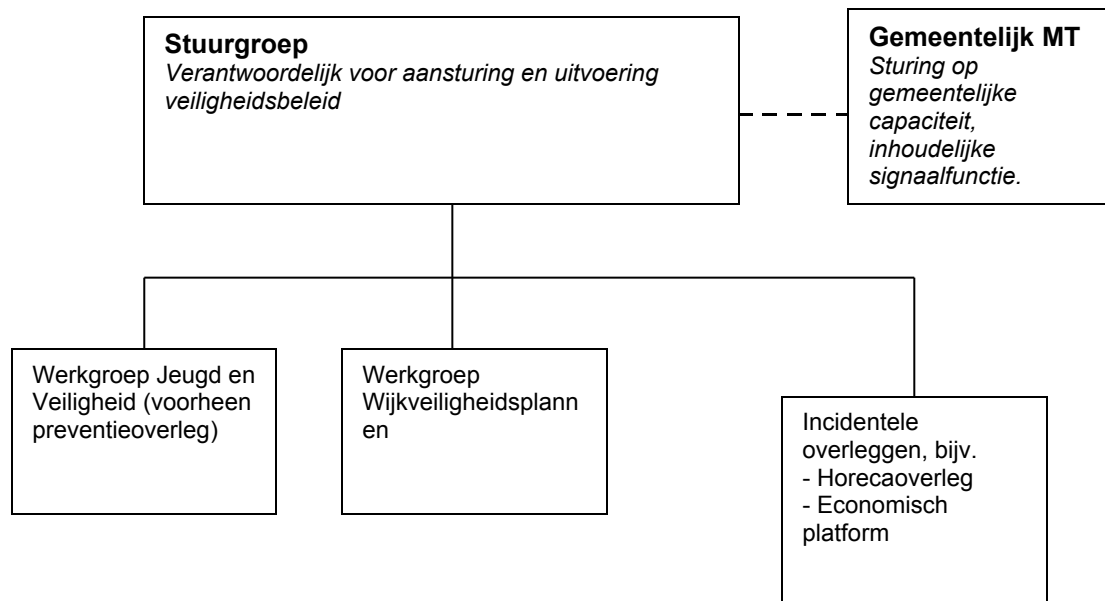 Stuurgroep
Verantwoordelijk voor aansturing en uitvoering
veiligheidsbeleid
Gemeentelijk MT
Sturing op
gemeentelijke
capaciteit,
inhoudelijke
signaalfunctie.
Werkgroep Jeugd en
Veiligheid (voorheen
preventieoverleg)
Werkgroep
Wijkveiligheidsplann
en
Incidentele
overleggen, bijv.
- Horecaoverleg
- Economisch
platform